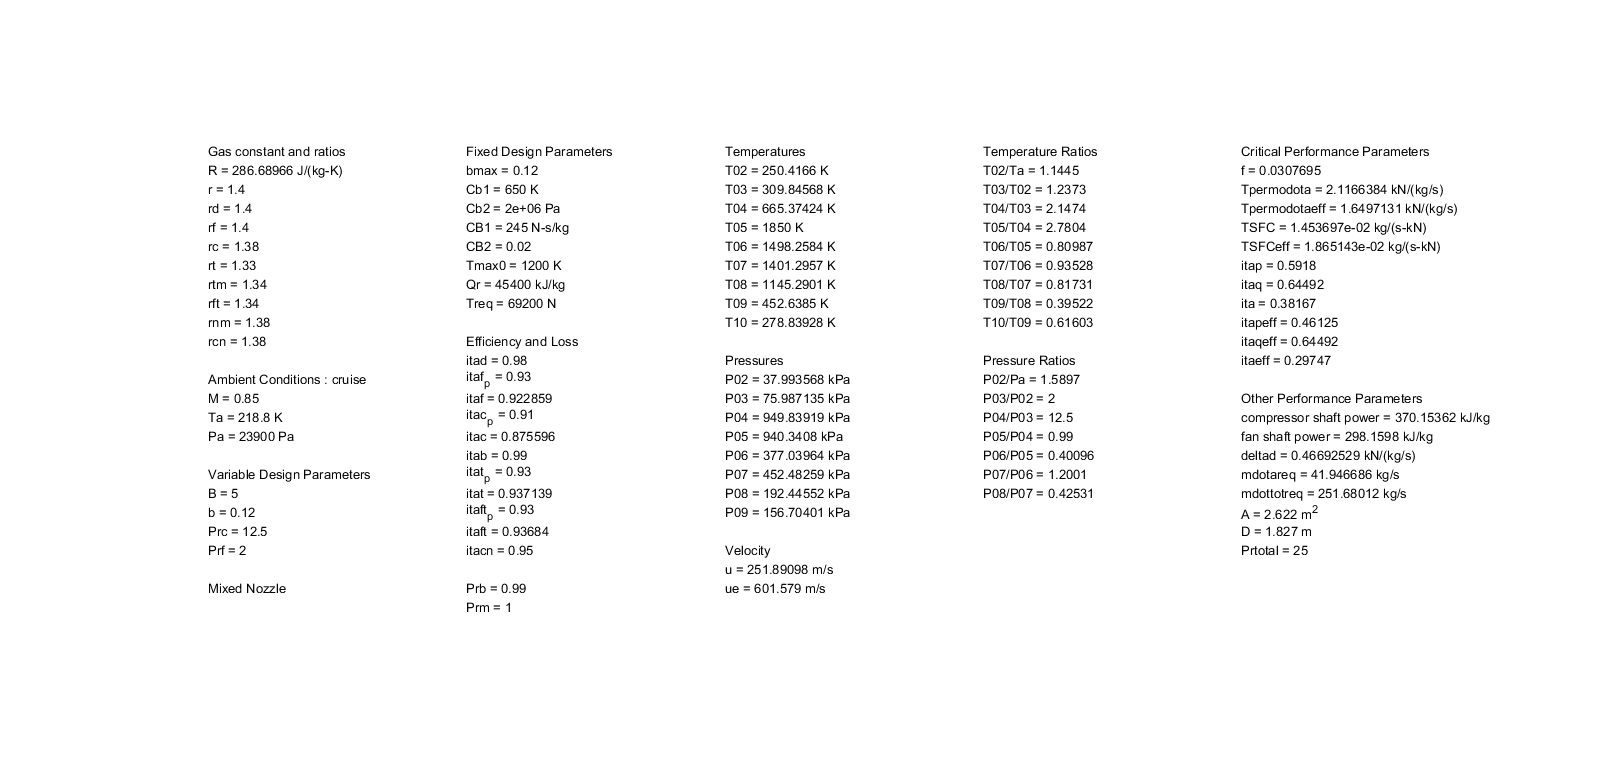 Gas constant and ratios
R = 286.68966 J/(kg-K)
r = 1.4
rd = 1.4
rf = 1.4
rc = 1.38
rt = 1.33
rtm = 1.34
rft = 1.34
rnm = 1.38
rcn = 1.38
Ambient Conditions : cruise
M = 0.85
Ta = 218.8 K
Pa = 23900 Pa
Variable Design Parameters
B = 5
b = 0.12
Prc = 12.5
Prf = 2
Mixed Nozzle
Fixed Design Parameters
bmax = 0.12
Cb1 = 650 K
Cb2 = 2e+06 Pa
CB1 = 245 N-s/kg
CB2 = 0.02
Tmax0 = 1200 K
Qr = 45400 kJ/kg
Treq = 69200 N
Efficiency and Loss
itad = 0.98
itaf_p = 0.93
itaf = 0.922859
itac_p = 0.91
itac = 0.875596
itab = 0.99
itat_p = 0.93
itat = 0.937139
itaft_p = 0.93
itaft = 0.93684
itacn = 0.95
Prb = 0.99
Prm = 1
Temperatures
T02 = 250.4166 K
T03 = 309.84568 K
T04 = 665.37424 K
T05 = 1850 K
T06 = 1498.2584 K
T07 = 1401.2957 K
T08 = 1145.2901 K
T09 = 452.6385 K
T10 = 278.83928 K
Pressures
P02 = 37.993568 kPa
P03 = 75.987135 kPa
P04 = 949.83919 kPa
P05 = 940.3408 kPa
P06 = 377.03964 kPa
P07 = 452.48259 kPa
P08 = 192.44552 kPa
P09 = 156.70401 kPa
Velocity
u = 251.89098 m/s
ue = 601.579 m/s
Temperature Ratios
T02/Ta = 1.1445
T03/T02 = 1.2373
T04/T03 = 2.1474
T05/T04 = 2.7804
T06/T05 = 0.80987
T07/T06 = 0.93528
T08/T07 = 0.81731
T09/T08 = 0.39522
T10/T09 = 0.61603
Pressure Ratios
P02/Pa = 1.5897
P03/P02 = 2
P04/P03 = 12.5
P05/P04 = 0.99
P06/P05 = 0.40096
P07/P06 = 1.2001
P08/P07 = 0.42531
Critical Performance Parameters
f = 0.0307695
Tpermodota = 2.1166384 kN/(kg/s)
Tpermodotaeff = 1.6497131 kN/(kg/s)
TSFC = 1.453697e-02 kg/(s-kN)
TSFCeff = 1.865143e-02 kg/(s-kN)
itap = 0.5918
itaq = 0.64492
ita = 0.38167
itapeff = 0.46125
itaqeff = 0.64492
itaeff = 0.29747
Other Performance Parameters
compressor shaft power = 370.15362 kJ/kg
fan shaft power = 298.1598 kJ/kg
deltad = 0.46692529 kN/(kg/s)
mdotareq = 41.946686 kg/s
mdottotreq = 251.68012 kg/s
A = 2.622 m²
D = 1.827 m
Prtotal = 25